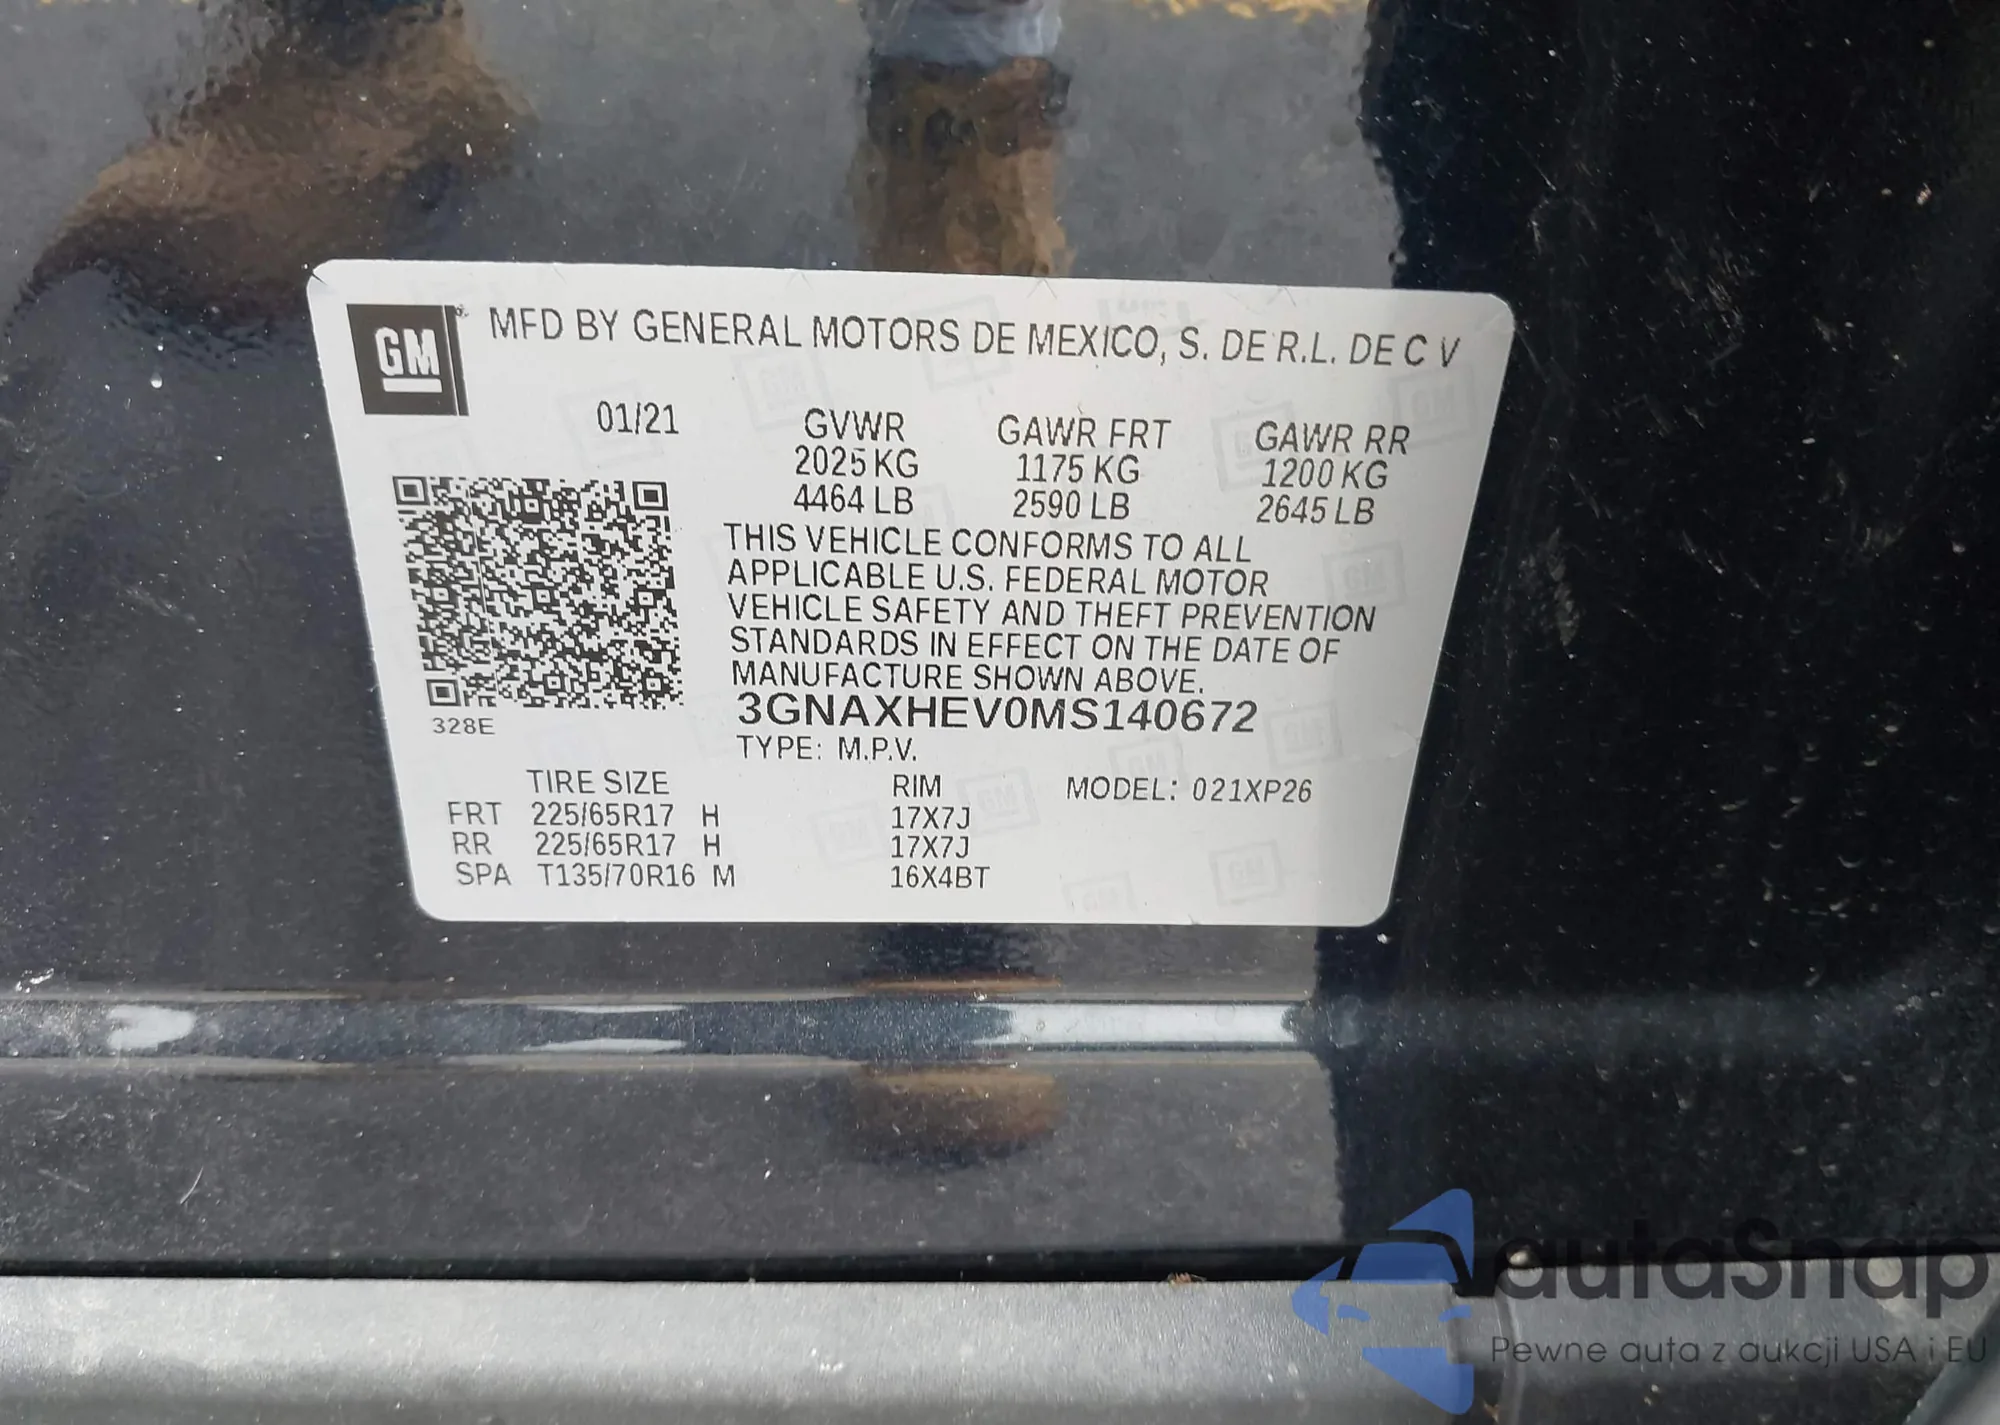 GM
MFD BY GENERAL MOTORS DE MEXICO, S. DE R.L. DE C V
01/21 GVWR GAWR FRT GAWR RR
2025 KG 1175 KG 1200 KG
4464 LB 2590 LB 2645 LB
THIS VEHICLE CONFORMS TO ALL
APPLICABLE U.S. FEDERAL MOTOR
VEHICLE SAFETY AND THEFT PREVENTION
STANDARDS IN EFFECT ON THE DATE OF
MANUFACTURE SHOWN ABOVE.
3GNAXHEV0MS140672
328E
TYPE: M.P.V.
TIRE SIZE RIM MODEL: 021XP26
FRT 225/65R17 H 17X7J
RR 225/65R17 H 17X7J
SPA T135/70R16 M 16X4BT
autaSnap
Pewne auta z aukcji USA i EU